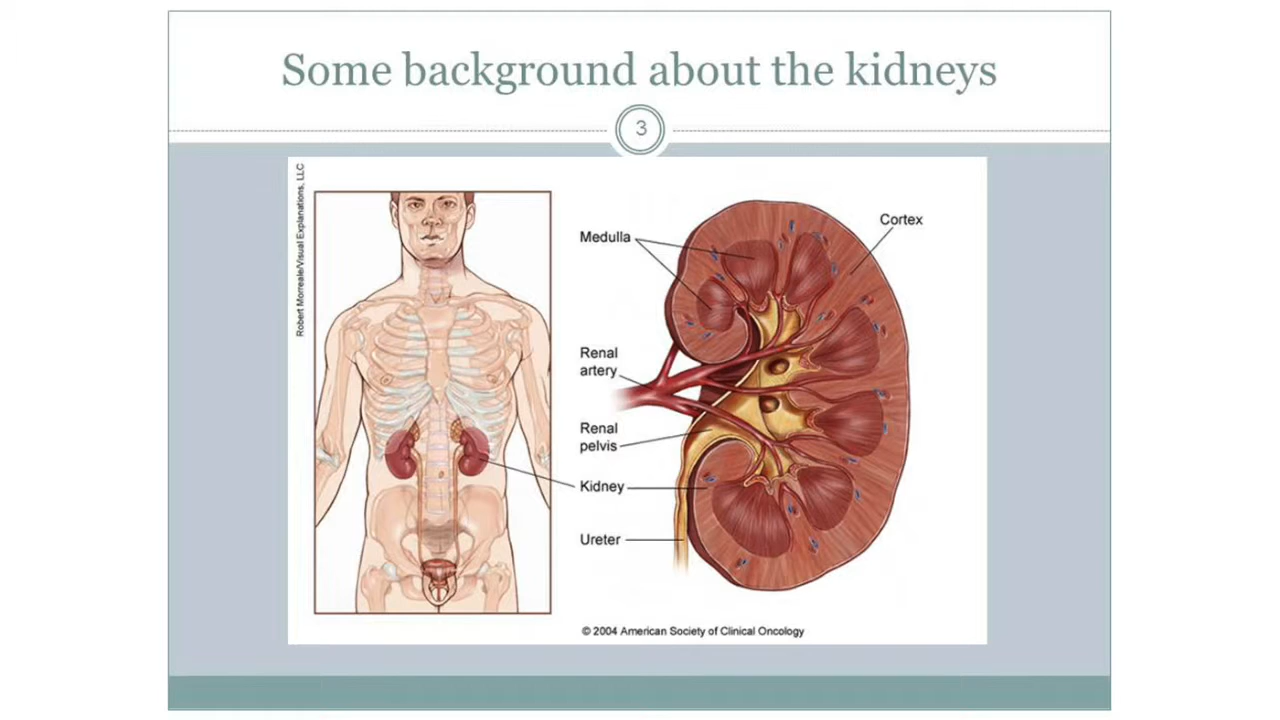 Some background about the kidneys
3
Robert Morreale/Visual Explanations, LLC
Medulla
Cortex
Renal
artery
Renal
pelvis
Kidney
Ureter
© 2004 American Society of Clinical Oncology